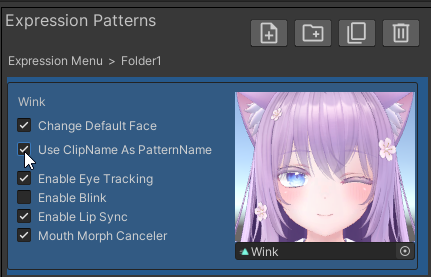 Expression Patterns
Expression Menu > Folder1
Wink
Change Default Face
Use ClipName As PatternName
Enable Eye Tracking
Enable Blink
Enable Lip Sync
Mouth Morph Canceler
Wink